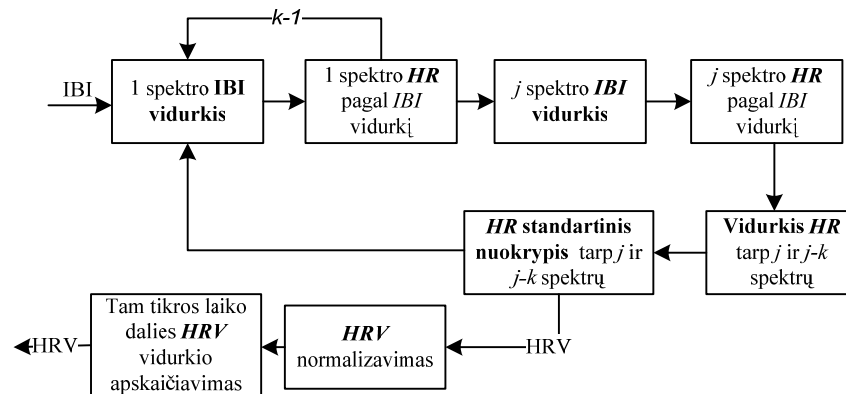 k-1
IBI
1 spektro IBI
vidurkis
1 spektro HR
pagal IBI
vidurkį
j spektro IBI
vidurkis
j spektro HR
pagal IBI
vidurkį
Vidurkis HR
tarp j ir j-k
spektrų
HR standartinis
nuokrypis tarp j ir
j-k spektrų
HRV
HRV
normalizavimas
Tam tikros laiko
dalies HRV
vidurkio
apskaičiavimas
HRV